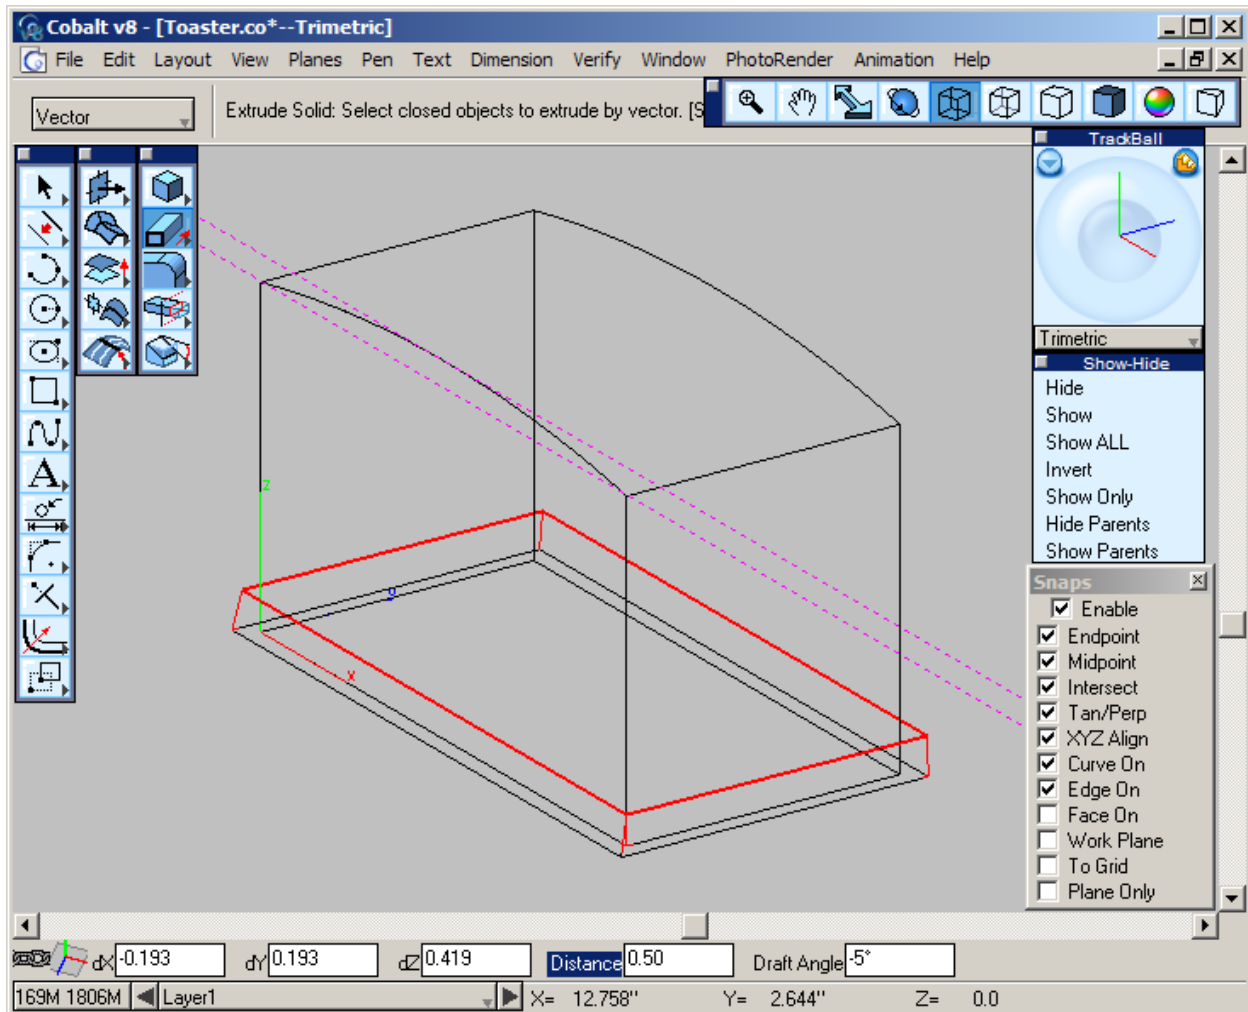 Cobalt v8 - [Toaster.co*--Trimetric]
File Edit Layout View Planes Pen Text Dimension Verify Window PhotoRender Animation Help
Vector
Extrude Solid: Select closed objects to extrude by vector. [S
TrackBall
Trimetric
Show-Hide
Hide
Show
Show ALL
Invert
Show Only
Hide Parents
Show Parents
z
y
x
Snaps
Enable
Endpoint
Midpoint
Intersect
Tan/Perp
XYZ Align
Curve On
Edge On
Face On
Work Plane
To Grid
Plane Only
dX -0.193 dY 0.193 dZ 0.419 Distance 0.50 Draft Angle -5°
169M 1806M Layer1 X= 12.758" Y= 2.644" Z= 0.0